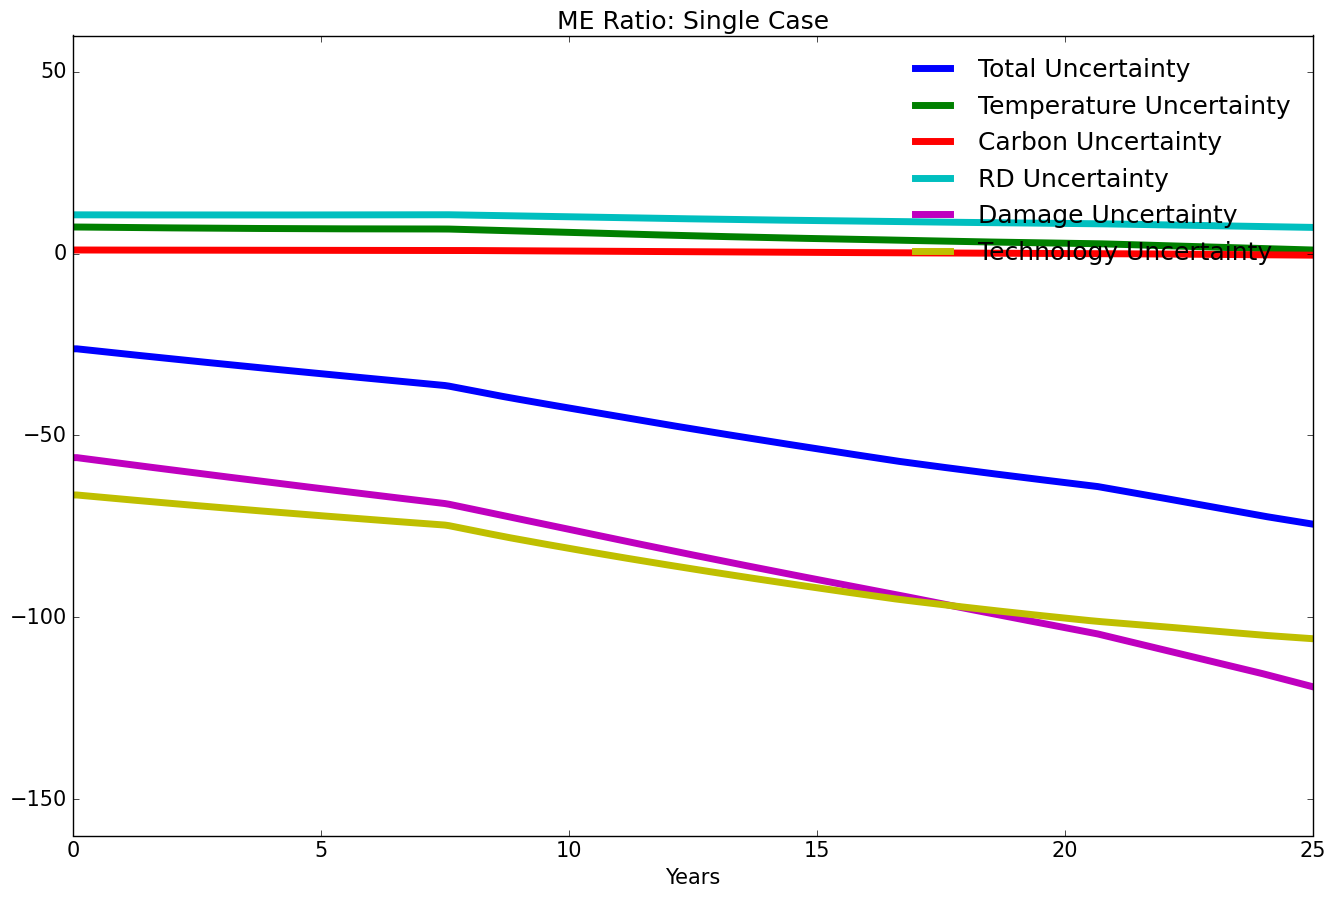 ME Ratio: Single Case
50
0
−50
−100
−150
Total Uncertainty
Temperature Uncertainty
Carbon Uncertainty
RD Uncertainty
Damage Uncertainty
Technology Uncertainty
0 5 10 15 20 25
Years